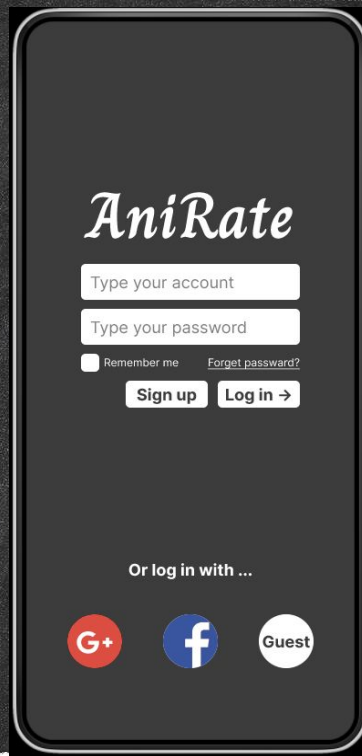 AniRate
Type your account
Type your password
Remember me Forget passward?
Sign up Log in →
Or log in with ...
G+ f Guest